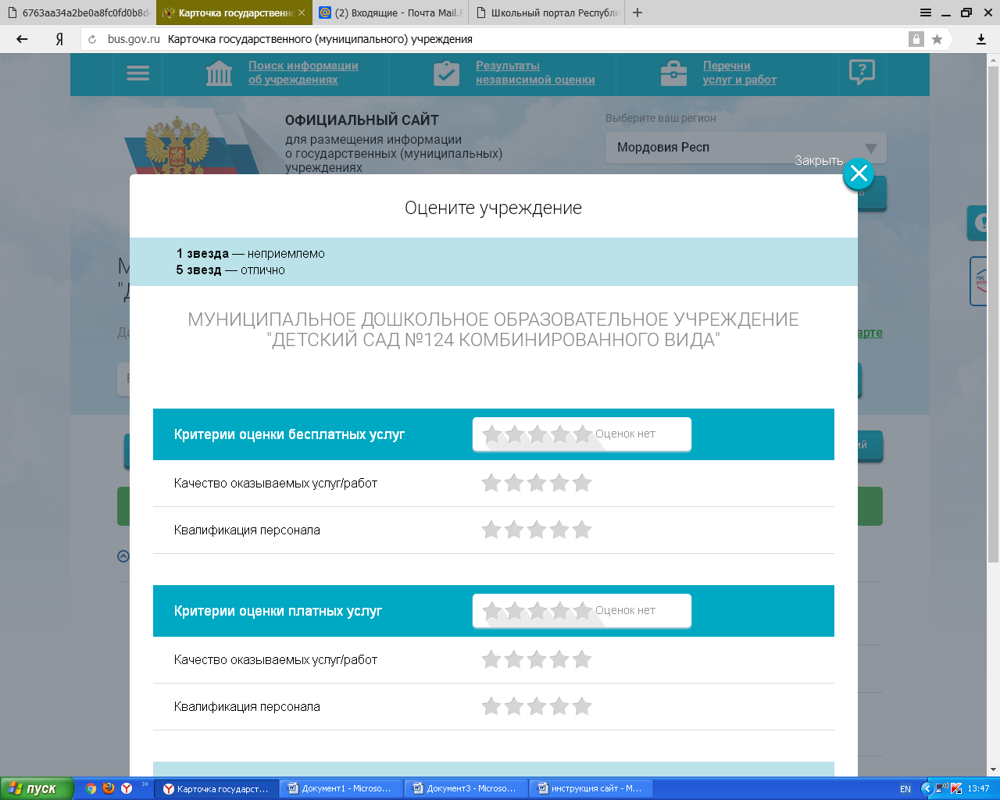 6763aa34a2be0a8fc0fd0b8d
Карточка государственн
(2) Входящие - Почта Mail.R
Школьный портал Республи
Я
bus.gov.ru Карточка государственного (муниципального) учреждения
Поиск информации
об учреждениях
Результаты
независимой оценки
Перечни
услуг и работ
ОФИЦИАЛЬНЫЙ САЙТ
для размещения информации
о государственных (муниципальных)
учреждениях
Выберите ваш регион
Мордовия Респ
Закрыть
Оцените учреждение
1 звезда — неприемлемо
5 звезд — отлично
МУНИЦИПАЛЬНОЕ ДОШКОЛЬНОЕ ОБРАЗОВАТЕЛЬНОЕ УЧРЕЖДЕНИЕ
"ДЕТСКИЙ САД №124 КОМБИНИРОВАННОГО ВИДА"
арте
Критерии оценки бесплатных услуг
Оценок нет
Качество оказываемых услуг/работ
Квалификация персонала
Критерии оценки платных услуг
Оценок нет
Качество оказываемых услуг/работ
Квалификация персонала
пуск
Карточка государст...
Документ1 - Microso...
Документ3 - Microso...
инструкция сайт - M...
EN
13:47